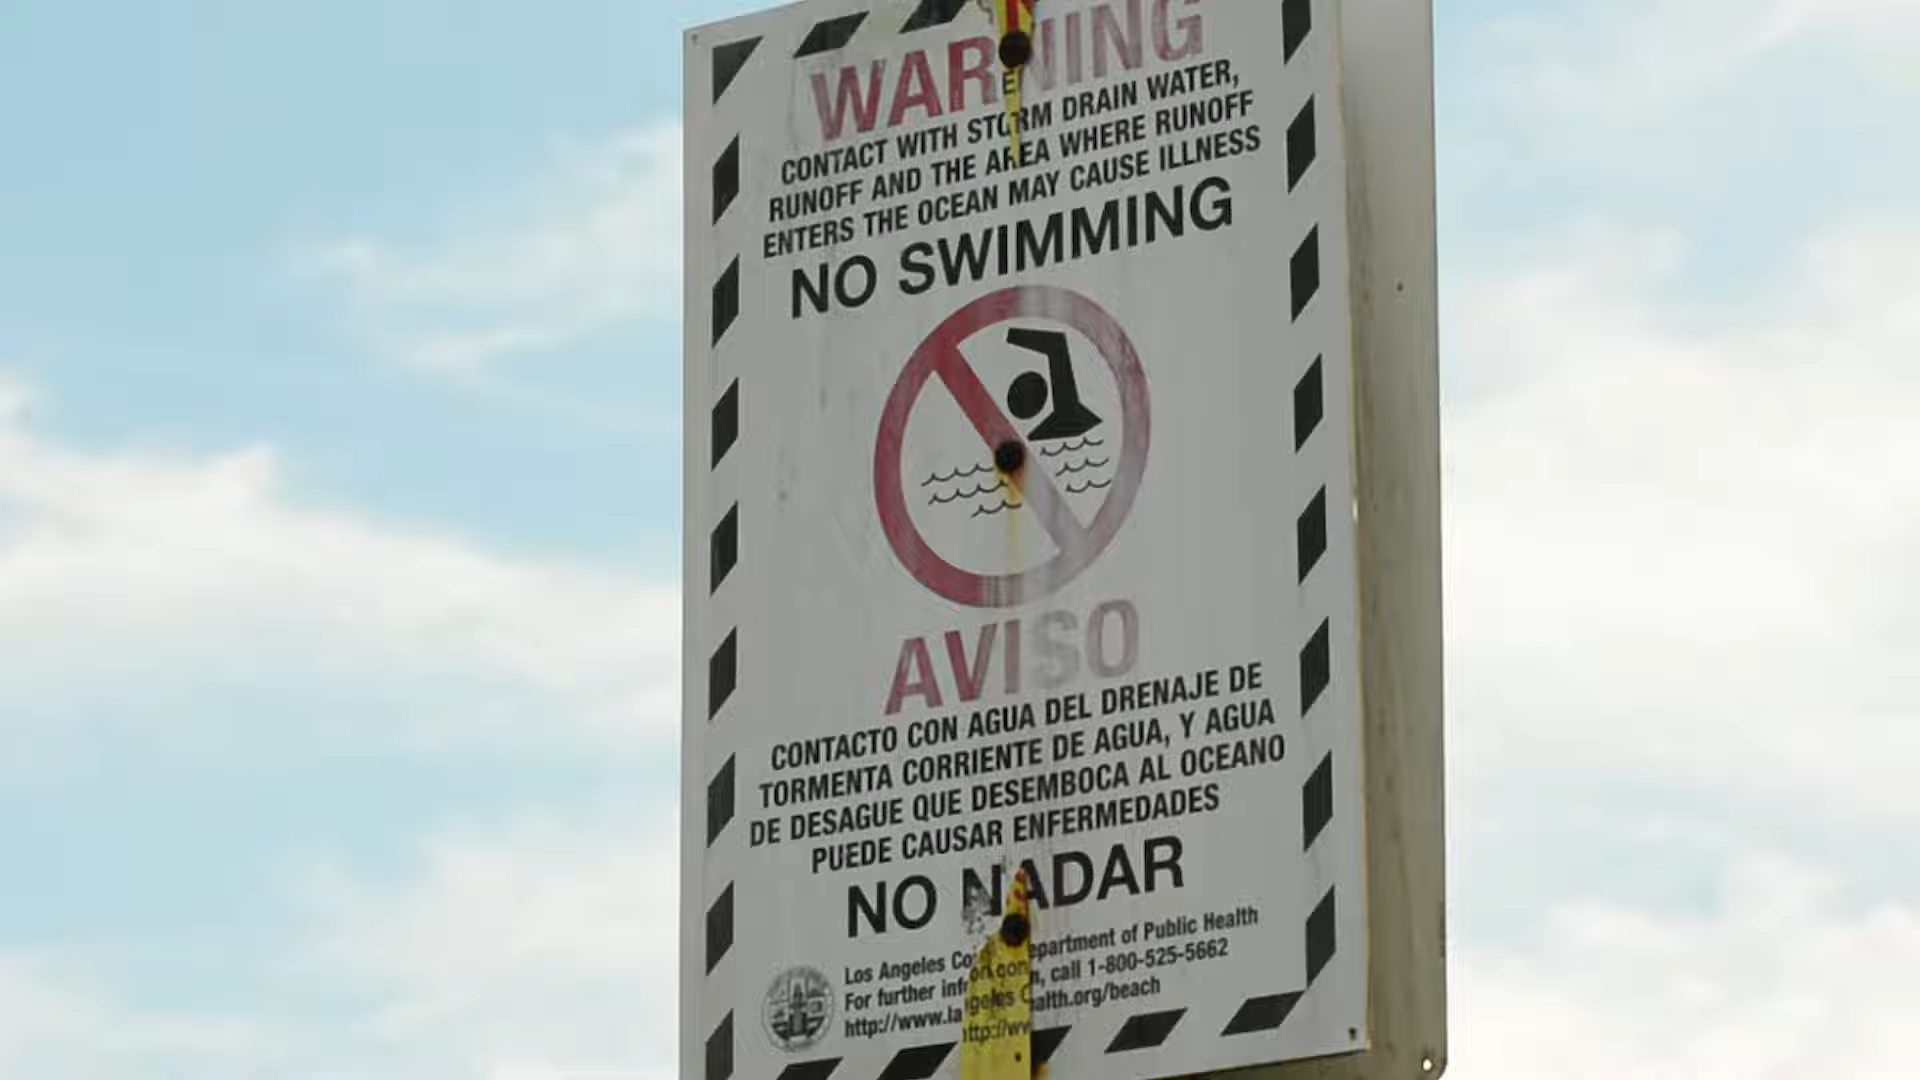 WARNING
CONTACT WITH STORM DRAIN WATER,
RUNOFF AND THE AREA WHERE RUNOFF
ENTERS THE OCEAN MAY CAUSE ILLNESS
NO SWIMMING
AVISO
CONTACTO CON AGUA DEL DRENAJE DE
TORMENTA CORRIENTE DE AGUA, Y AGUA
DE DESAGUE QUE DESEMBOCA AL OCEANO
PUEDE CAUSAR ENFERMEDADES
NO NADAR
Los Angeles epartment of Public Health
For further call 1-800-525-5662
http://www.la alth.org/beach